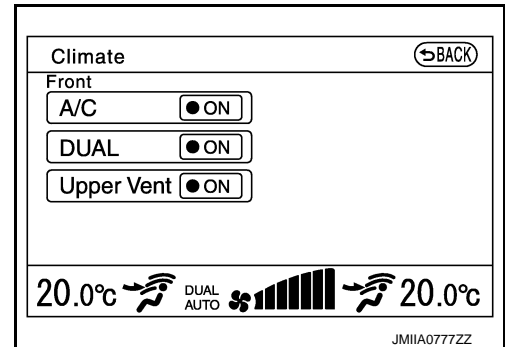 Climate
BACK
Front
A/C ON
DUAL ON
Upper Vent ON
20.0°C DUAL AUTO 20.0°C
JMIIA0777ZZ